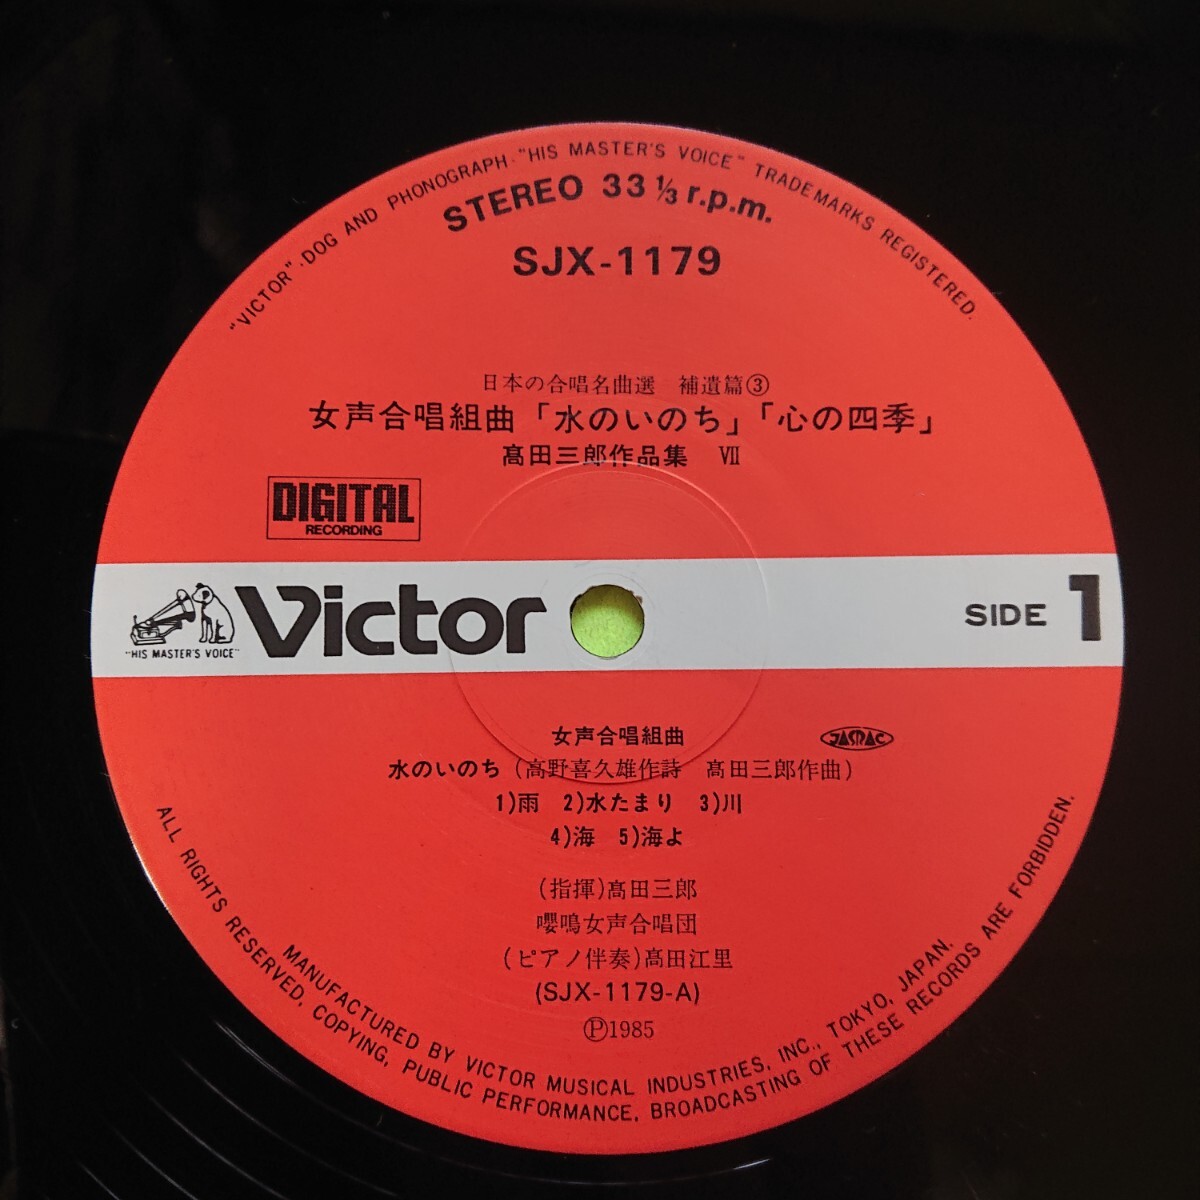 "VICTOR"·DOG AND PHONOGRAPH·"HIS MASTER'S VOICE" TRADEMARKS REGISTERED.
STEREO 33 1/3 r.p.m.
SJX-1179
日本の合唱名曲選 補遺篇③
女声合唱組曲「水のいのち」「心の四季」
髙田三郎作品集 Ⅶ
DIGITAL
RECORDING
Victor
"HIS MASTER'S VOICE"
SIDE 1
女声合唱組曲
JASRAC
水のいのち(高野喜久雄作詩 髙田三郎作曲)
1)雨 2)水たまり 3)川
4)海 5)海よ
(指揮)髙田三郎
嚶鳴女声合唱団
(ピアノ伴奏)髙田江里
(SJX-1179-A)
Ⓟ1985
MANUFACTURED BY VICTOR MUSICAL INDUSTRIES, INC., TOKYO, JAPAN.
ALL RIGHTS RESERVED. COPYING, PUBLIC PERFORMANCE, BROADCASTING OF THESE RECORDS ARE FORBIDDEN.